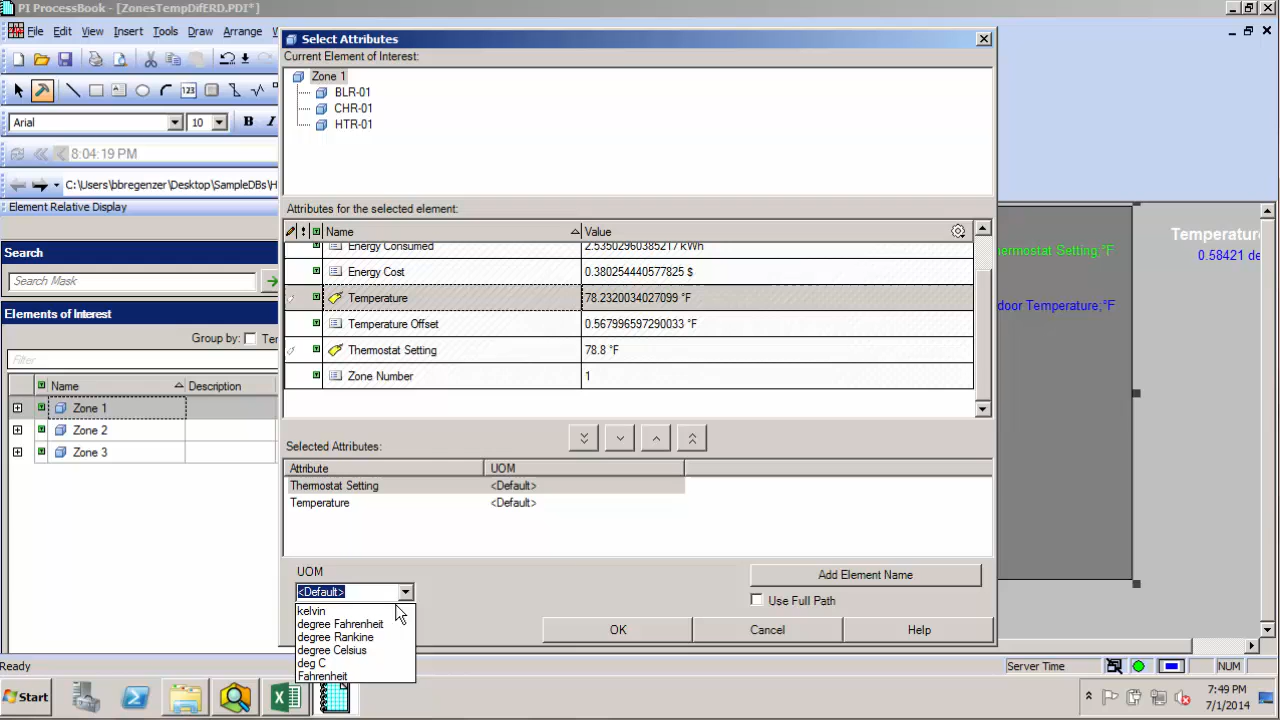 PI ProcessBook - [ZonesTempDifERD.PDI*]
File Edit View Insert Tools Draw Arrange
123
Arial 10 B I
8:04:19 PM
C:\Users\bbregenzer\Desktop\SampleDBs\H
Element Relative Display
Search
Search Mask
Elements of Interest
Group by: Tem
Filter
Name Description
Zone 1
Zone 2
Zone 3
Select Attributes
Current Element of Interest:
Zone 1
BLR-01
CHR-01
HTR-01
Attributes for the selected element:
Name Value
Energy Consumed 2.53502960385217 kWh
Energy Cost 0.380254440577825 $
Temperature 78.2320034027099 °F
Temperature Offset 0.567996597290033 °F
Thermostat Setting 78.8 °F
Zone Number 1
Selected Attributes:
Attribute UOM
Thermostat Setting <Default>
Temperature <Default>
UOM
<Default>
kelvin
degree Fahrenheit
degree Rankine
degree Celsius
deg C
Fahrenheit
Add Element Name
Use Full Path
OK Cancel Help
Temperature
hermostat Setting;°F
0.58421 de
door Temperature;°F
Ready
Server Time
NUM
Start
7:49 PM
7/1/2014